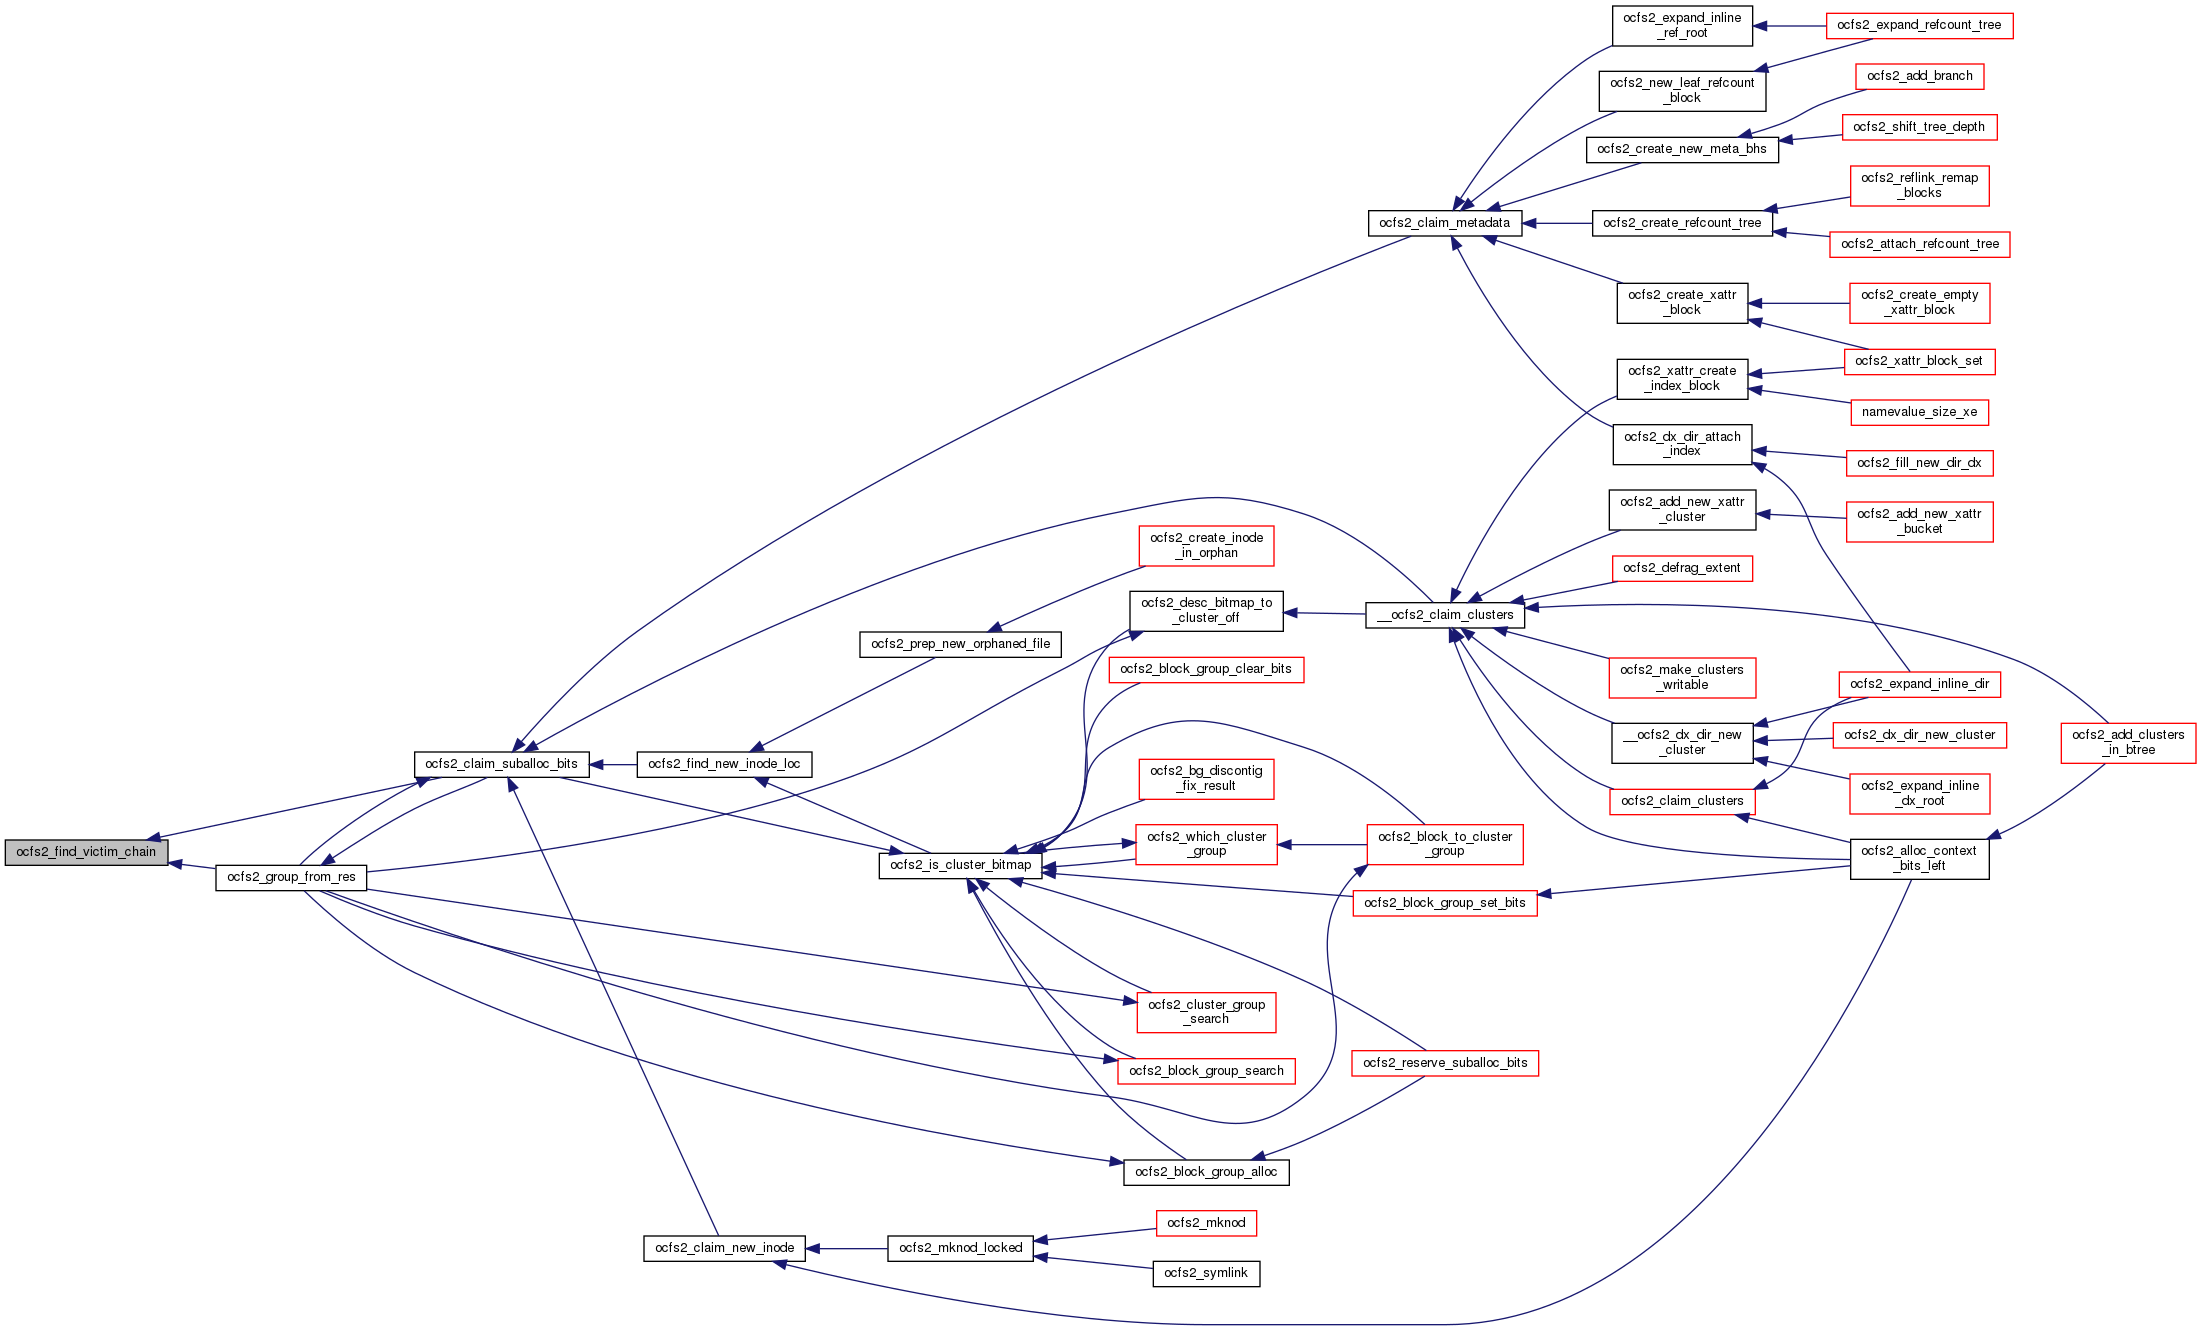 ocfs2_expand_inline
_ref_root
ocfs2_expand_refcount_tree
ocfs2_new_leaf_refcount
_block
ocfs2_add_branch
ocfs2_shift_tree_depth
ocfs2_create_new_meta_bhs
ocfs2_reflink_remap
_blocks
ocfs2_claim_metadata
ocfs2_create_refcount_tree
ocfs2_attach_refcount_tree
ocfs2_create_xattr
_block
ocfs2_create_empty
_xattr_block
ocfs2_xattr_block_set
ocfs2_xattr_create
_index_block
namevalue_size_xe
ocfs2_dx_dir_attach
_index
ocfs2_fill_new_dir_dx
ocfs2_add_new_xattr
_cluster
ocfs2_add_new_xattr
_bucket
ocfs2_create_inode
_in_orphan
ocfs2_defrag_extent
ocfs2_desc_bitmap_to
_cluster_off
__ocfs2_claim_clusters
ocfs2_prep_new_orphaned_file
ocfs2_block_group_clear_bits
ocfs2_make_clusters
_writable
ocfs2_expand_inline_dir
__ocfs2_dx_dir_new
_cluster
ocfs2_dx_dir_new_cluster
ocfs2_add_clusters
_in_btree
ocfs2_claim_suballoc_bits
ocfs2_find_new_inode_loc
ocfs2_bg_discontig
_fix_result
ocfs2_claim_clusters
ocfs2_expand_inline
_dx_root
ocfs2_find_victim_chain
ocfs2_group_from_res
ocfs2_is_cluster_bitmap
ocfs2_which_cluster
_group
ocfs2_block_to_cluster
_group
ocfs2_alloc_context
_bits_left
ocfs2_block_group_set_bits
ocfs2_cluster_group
_search
ocfs2_block_group_search
ocfs2_reserve_suballoc_bits
ocfs2_block_group_alloc
ocfs2_mknod
ocfs2_claim_new_inode
ocfs2_mknod_locked
ocfs2_symlink